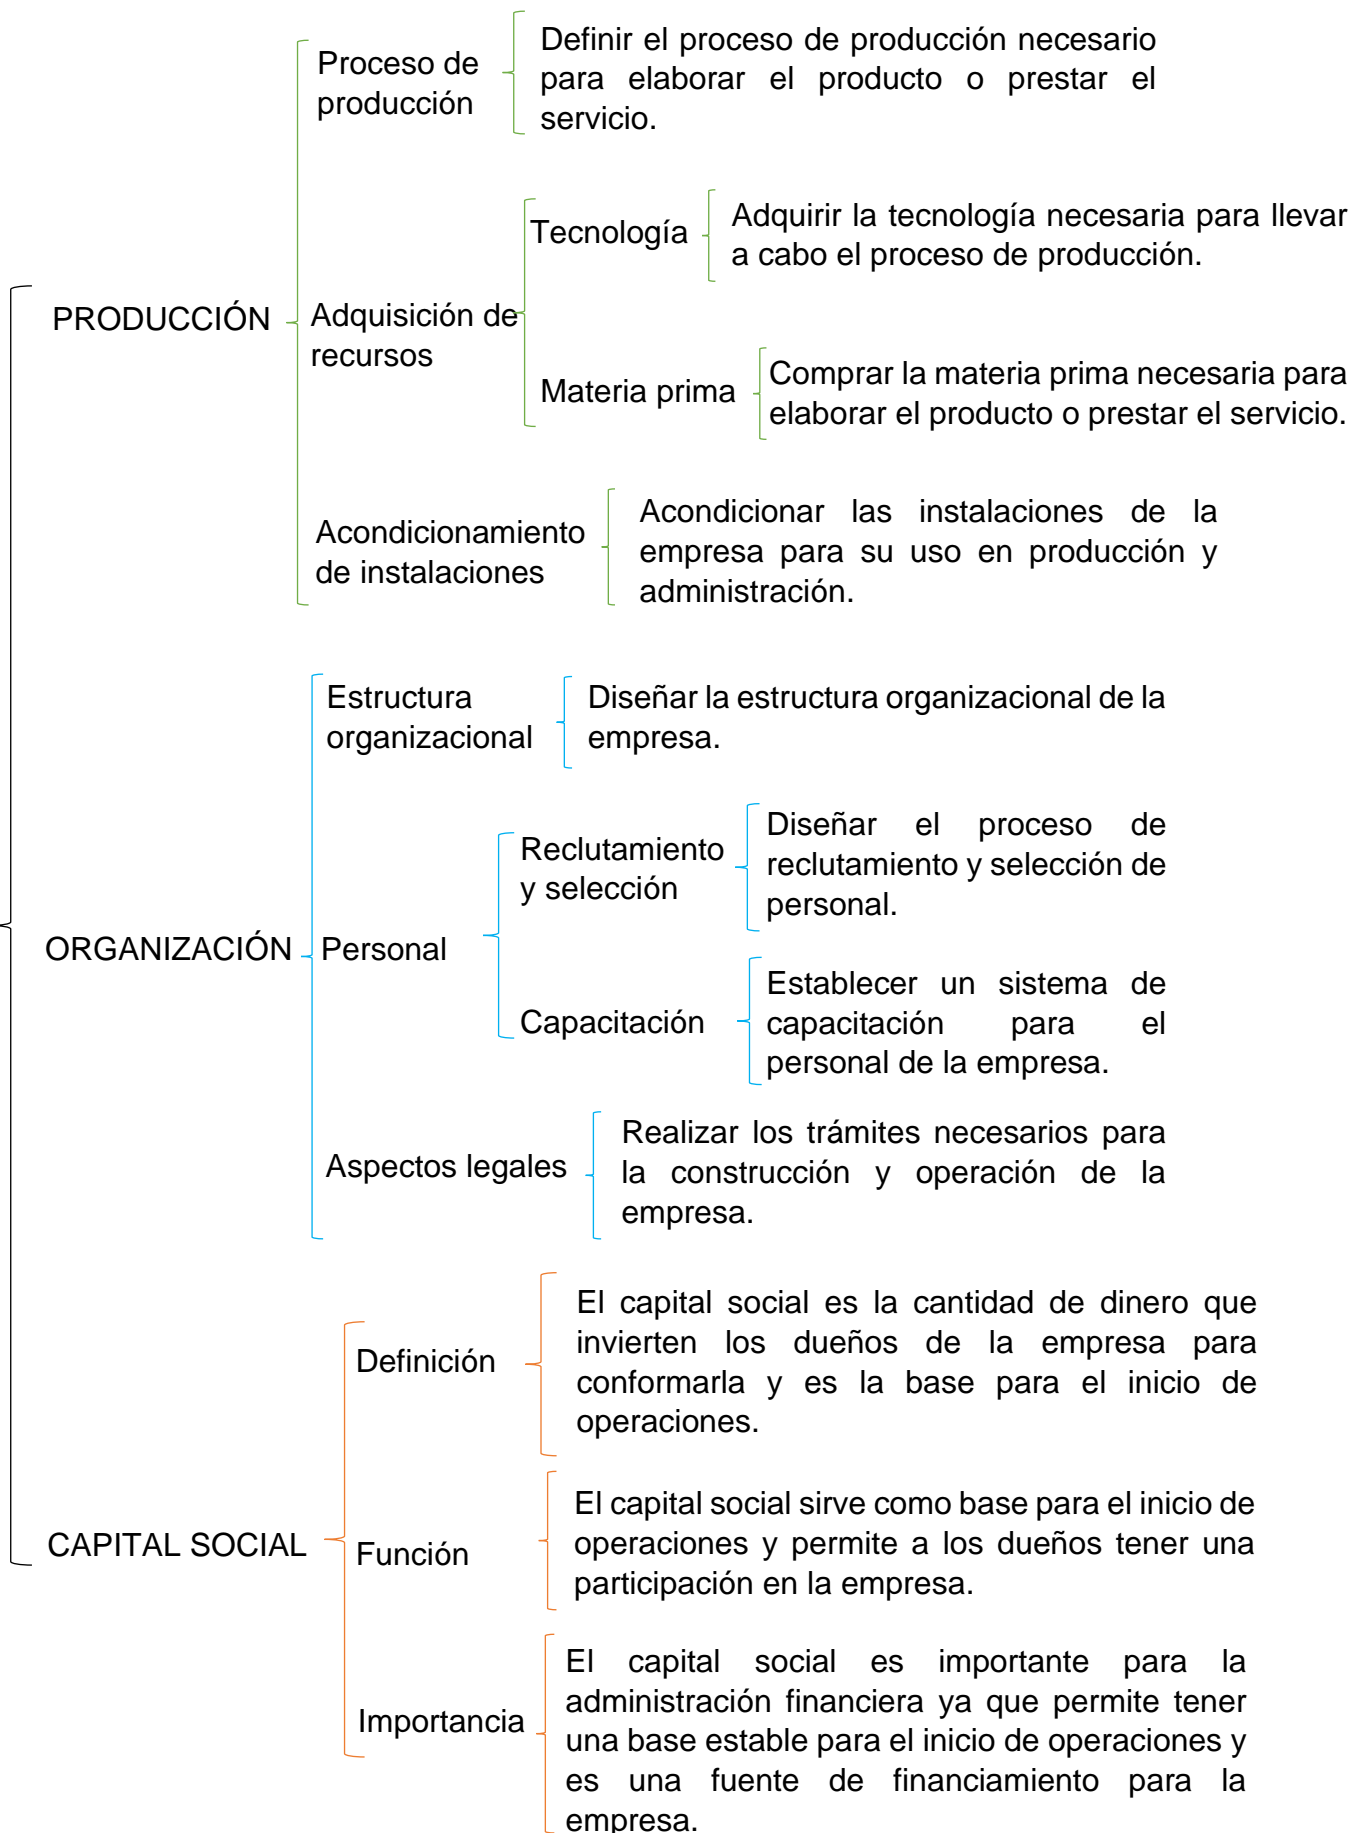 Proceso de
producción
Definir el proceso de producción necesario
para elaborar el producto o prestar el
servicio.
PRODUCCIÓN
Adquisición de
recursos
Tecnología
Adquirir la tecnología necesaria para llevar
a cabo el proceso de producción.
Materia prima
Comprar la materia prima necesaria para
elaborar el producto o prestar el servicio.
Acondicionamiento
de instalaciones
Acondicionar las instalaciones de la
empresa para su uso en producción y
administración.
ORGANIZACIÓN
Estructura
organizacional
Diseñar la estructura organizacional de la
empresa.
Personal
Reclutamiento
y selección
Diseñar el proceso de
reclutamiento y selección de
personal.
Capacitación
Establecer un sistema de
capacitación para el
personal de la empresa.
Aspectos legales
Realizar los trámites necesarios para
la construcción y operación de la
empresa.
CAPITAL SOCIAL
Definición
El capital social es la cantidad de dinero que
invierten los dueños de la empresa para
conformarla y es la base para el inicio de
operaciones.
Función
El capital social sirve como base para el inicio de
operaciones y permite a los dueños tener una
participación en la empresa.
Importancia
El capital social es importante para la
administración financiera ya que permite tener
una base estable para el inicio de operaciones y
es una fuente de financiamiento para la
empresa.